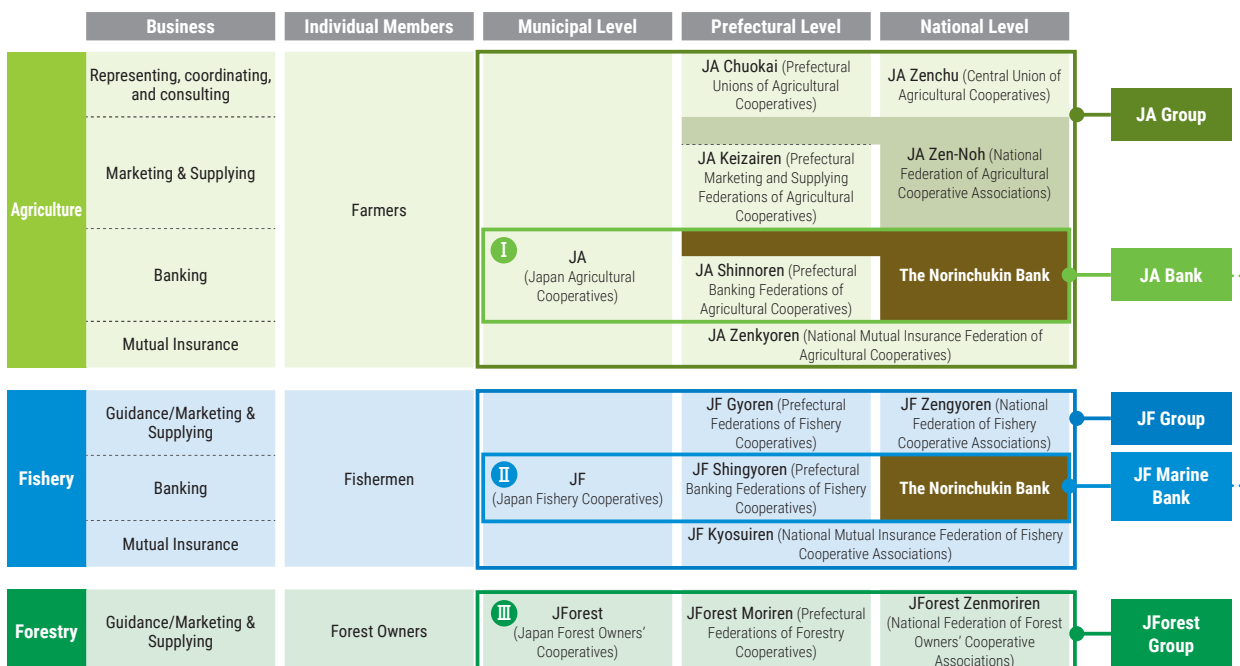 Business
Individual Members
Municipal Level
Prefectural Level
National Level
Agriculture
Representing, coordinating,
and consulting
Marketing & Supplying
Banking
Mutual Insurance
Farmers
I
JA
(Japan Agricultural
Cooperatives)
JA Chuokai (Prefectural
Unions of Agricultural
Cooperatives)
JA Zenchu (Central Union of
Agricultural Cooperatives)
JA Keizairen (Prefectural
Marketing and Supplying
Federations of Agricultural
Cooperatives)
JA Zen-Noh (National
Federation of Agricultural
Cooperative Associations)
JA Shinnoren (Prefectural
Banking Federations of
Agricultural Cooperatives)
The Norinchukin Bank
JA Zenkyoren (National Mutual Insurance Federation of
Agricultural Cooperatives)
JA Group
JA Bank
Fishery
Guidance/Marketing &
Supplying
Banking
Mutual Insurance
Fishermen
II
JF
(Japan Fishery Cooperatives)
JF Gyoren (Prefectural
Federations of Fishery
Cooperatives)
JF Zengyoren (National
Federation of Fishery
Cooperative Associations)
JF Shingyoren (Prefectural
Banking Federations of Fishery
Cooperatives)
The Norinchukin Bank
JF Kyosuiren (National Mutual Insurance Federation of Fishery
Cooperative Associations)
JF Group
JF Marine
Bank
Forestry
Guidance/Marketing &
Supplying
Forest Owners
III
JForest
(Japan Forest Owners'
Cooperatives)
JForest Moriren (Prefectural
Federations of Forestry
Cooperatives)
JForest Zenmoriren
(National Federation of Forest
Owners' Cooperative
Associations)
JForest
Group